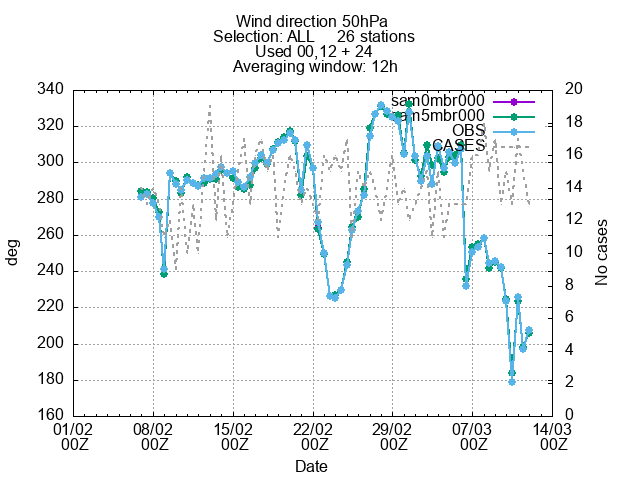 Wind direction 50hPa
Selection: ALL 26 stations
Used 00,12 + 24
Averaging window: 12h
sam0mbr000
sam5mbr000
OBS
CASES
deg
340
320
300
280
260
240
220
200
180
160
20
18
16
14
12
10
8
6
4
2
0
No cases
01/02 08/02 15/02 22/02 29/02 07/03 14/03
00Z 00Z 00Z 00Z 00Z 00Z 00Z
Date